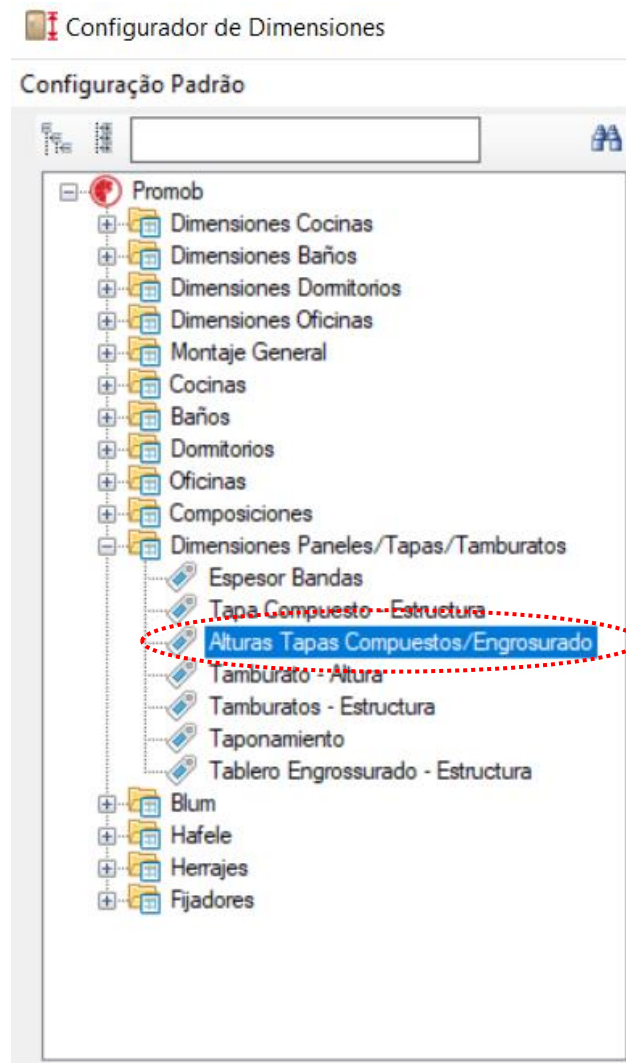 Configurador de Dimensiones
Configuração Padrão
Promob
Dimensiones Cocinas
Dimensiones Baños
Dimensiones Dormitorios
Dimensiones Oficinas
Montaje General
Cocinas
Baños
Dormitorios
Oficinas
Composiciones
Dimensiones Paneles/Tapas/Tamburatos
Espesor Bandas
Tapa Compuesto - Estructura
Alturas Tapas Compuestos/Engrosurado
Tamburato - Altura
Tamburatos - Estructura
Taponamiento
Tablero Engrossurado - Estructura
Blum
Hafele
Herrajes
Fijadores